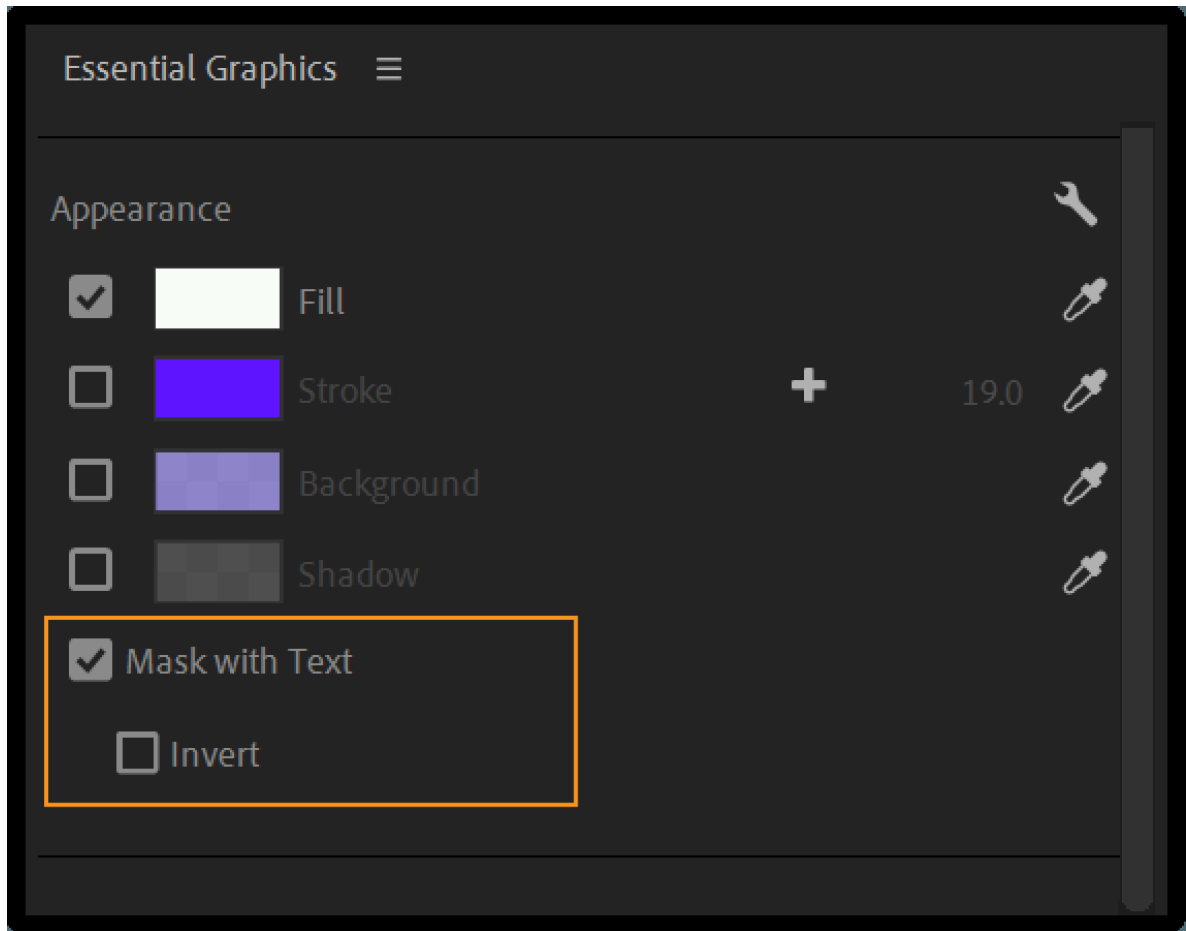 Essential Graphics
Appearance
Fill
Stroke 19.0
Background
Shadow
Mask with Text
Invert